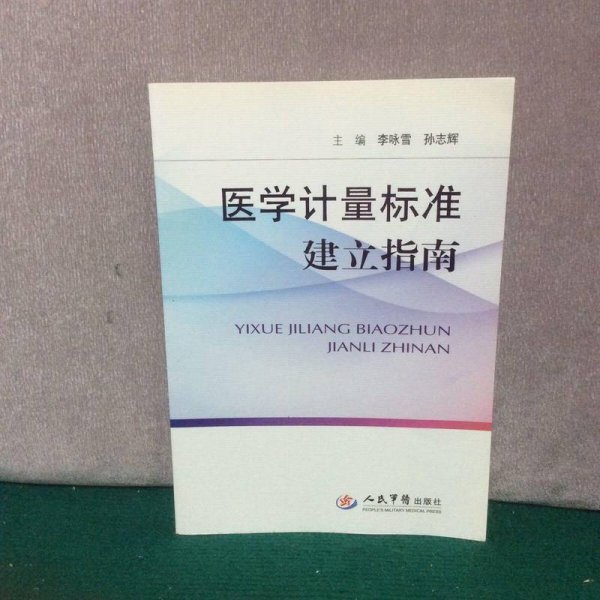 主 编 李咏雪 孙志辉
医学计量标准
建立指南
YIXUE JILIANG BIAOZHUN
JIANLI ZHINAN
人民军医出版社
PEOPLE'S MILITARY MEDICAL PRESS